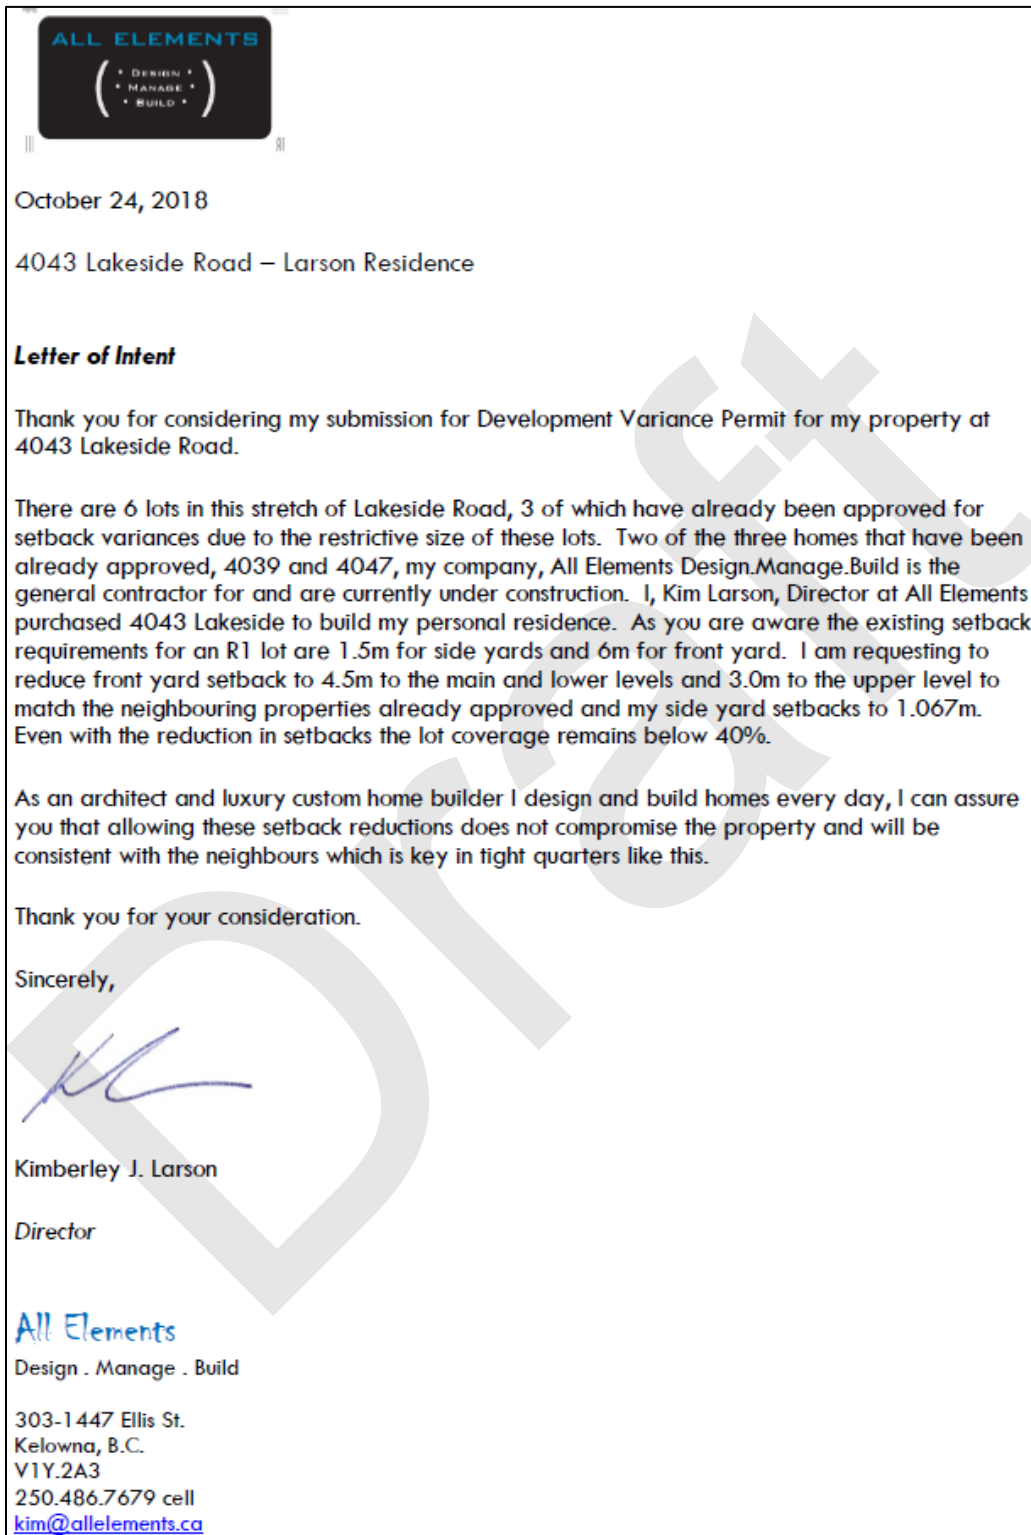 ALL ELEMENTS
• DESIGN •
• MANAGE •
• BUILD •
October 24, 2018
4043 Lakeside Road – Larson Residence
Letter of Intent
Thank you for considering my submission for Development Variance Permit for my property at
4043 Lakeside Road.
There are 6 lots in this stretch of Lakeside Road, 3 of which have already been approved for
setback variances due to the restrictive size of these lots.  Two of the three homes that have been
already approved, 4039 and 4047, my company, All Elements Design.Manage.Build is the
general contractor for and are currently under construction.  I, Kim Larson, Director at All Elements
purchased 4043 Lakeside to build my personal residence.  As you are aware the existing setback
requirements for an R1 lot are 1.5m for side yards and 6m for front yard.  I am requesting to
reduce front yard setback to 4.5m to the main and lower levels and 3.0m to the upper level to
match the neighbouring properties already approved and my side yard setbacks to 1.067m.
Even with the reduction in setbacks the lot coverage remains below 40%.
As an architect and luxury custom home builder I design and build homes every day, I can assure
you that allowing these setback reductions does not compromise the property and will be
consistent with the neighbours which is key in tight quarters like this.
Thank you for your consideration.
Sincerely,
Kimberley J. Larson
Director
All Elements
Design . Manage . Build
303-1447 Ellis St.
Kelowna, B.C.
V1Y.2A3
250.486.7679 cell
kim@allelements.ca
Draft